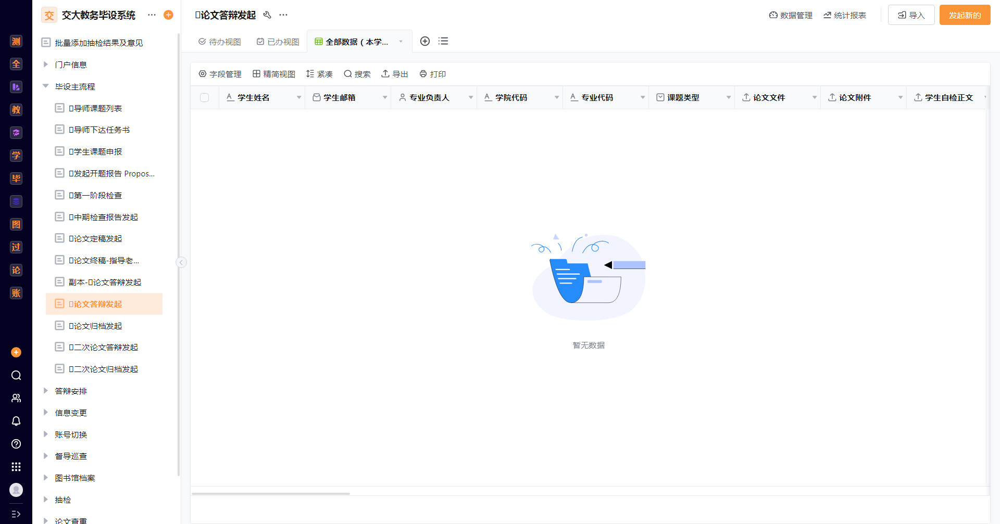 测
全
教
学
毕
图
过
论
账
交 交大教务毕设系统
批量添加抽检结果及意见
门户信息
毕设主流程
导师课题列表
导师下达任务书
学生课题申报
发起开题报告 Propos...
第一阶段检查
中期检查报告发起
论文定稿发起
论文终稿-指导老...
副本-论文答辩发起
论文答辩发起
论文归档发起
二次论文答辩发起
二次论文归档发起
答辩安排
信息变更
账号切换
督导巡查
图书馆档案
抽检
论文查重
论文答辩发起
数据管理 统计报表 导入 发起新的
待办视图 已办视图 全部数据（本学...
字段管理 精简视图 紧凑 搜索 导出 打印
学生姓名 学生邮箱 专业负责人 学院代码 专业代码 课题类型 论文文件 论文附件 学生自检正文
暂无数据